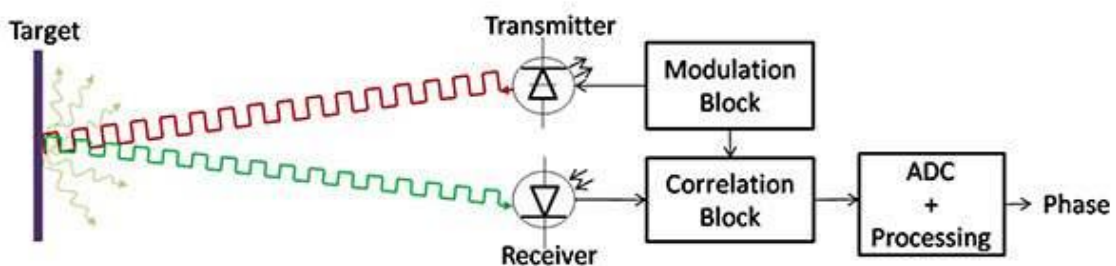 Target
Transmitter
Modulation
Block
Correlation
Block
ADC
+
Processing
Phase
Receiver